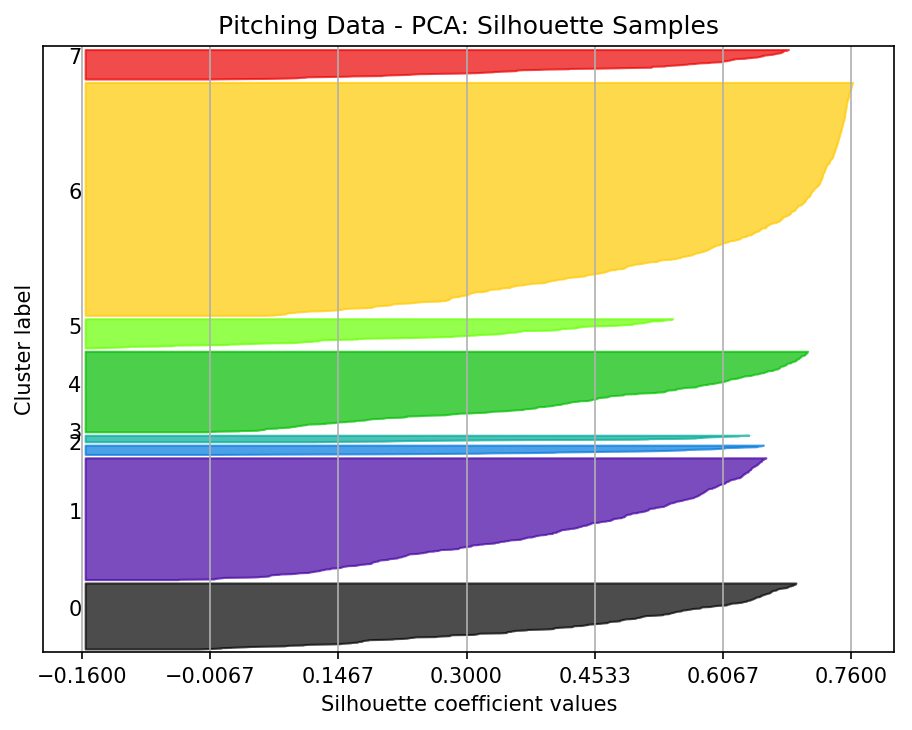 Pitching Data - PCA: Silhouette Samples
7
6
5
4
3
2
1
0
Cluster label
−0.1600 −0.0067 0.1467 0.3000 0.4533 0.6067 0.7600
Silhouette coefficient values